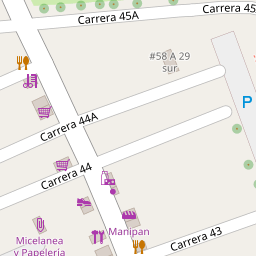 Carrera 45A
Carrera 45
#58 A 29
sur
P
Carrera 44A
Carrera 44
Manipan
Micelanea
y Papelería
Carrera 43